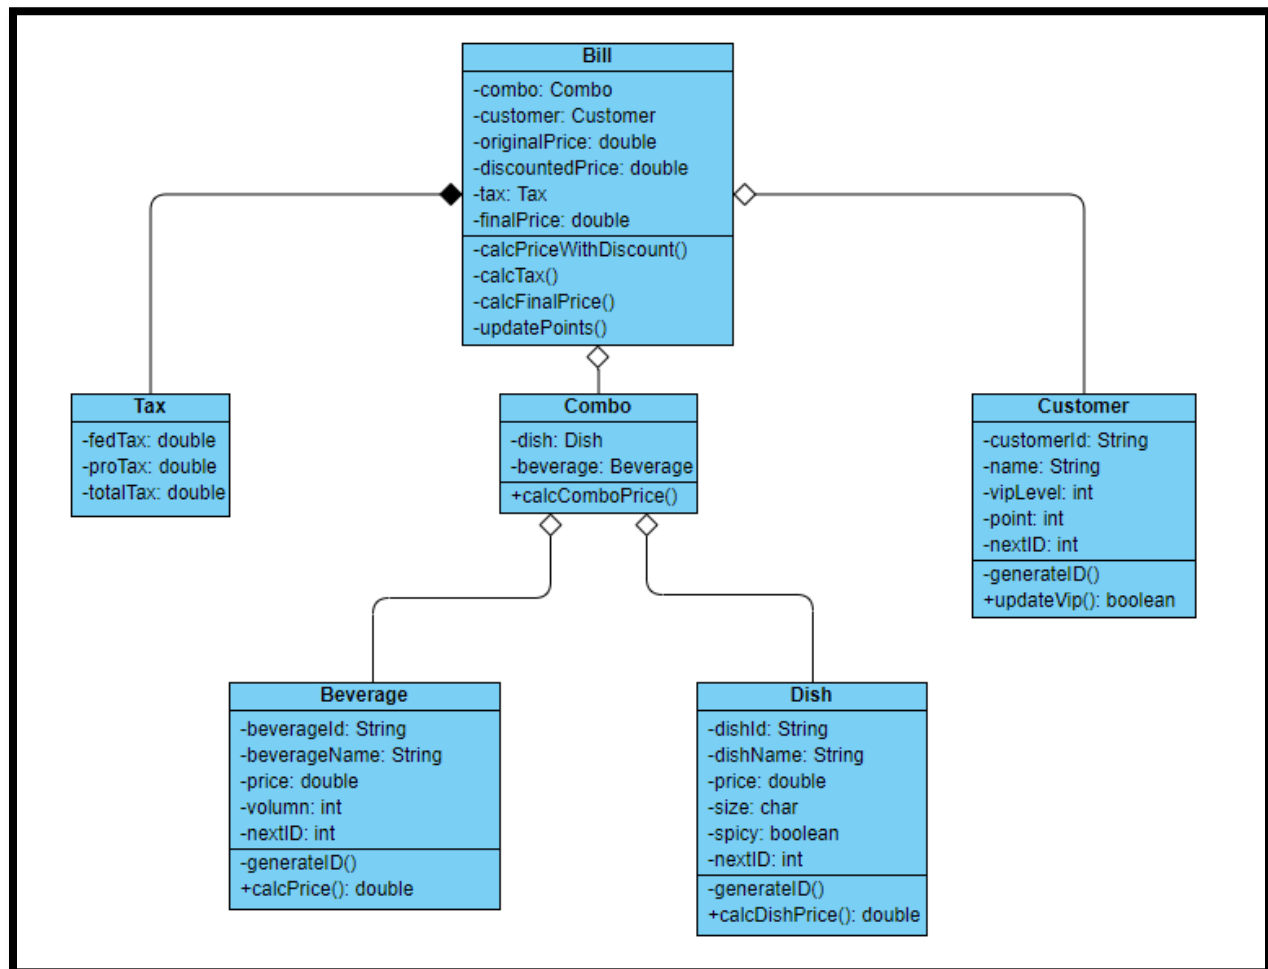 Bill
-combo: Combo
-customer: Customer
-originalPrice: double
-discountedPrice: double
-tax: Tax
-finalPrice: double
-calcPriceWithDiscount()
-calcTax()
-calcFinalPrice()
-updatePoints()
Tax
-fedTax: double
-proTax: double
-totalTax: double
Combo
-dish: Dish
-beverage: Beverage
+calcComboPrice()
Customer
-customerId: String
-name: String
-vipLevel: int
-point: int
-nextID: int
-generateID()
+updateVip(): boolean
Beverage
-beverageId: String
-beverageName: String
-price: double
-volumn: int
-nextID: int
-generateID()
+calcPrice(): double
Dish
-dishId: String
-dishName: String
-price: double
-size: char
-spicy: boolean
-nextID: int
-generateID()
+calcDishPrice(): double